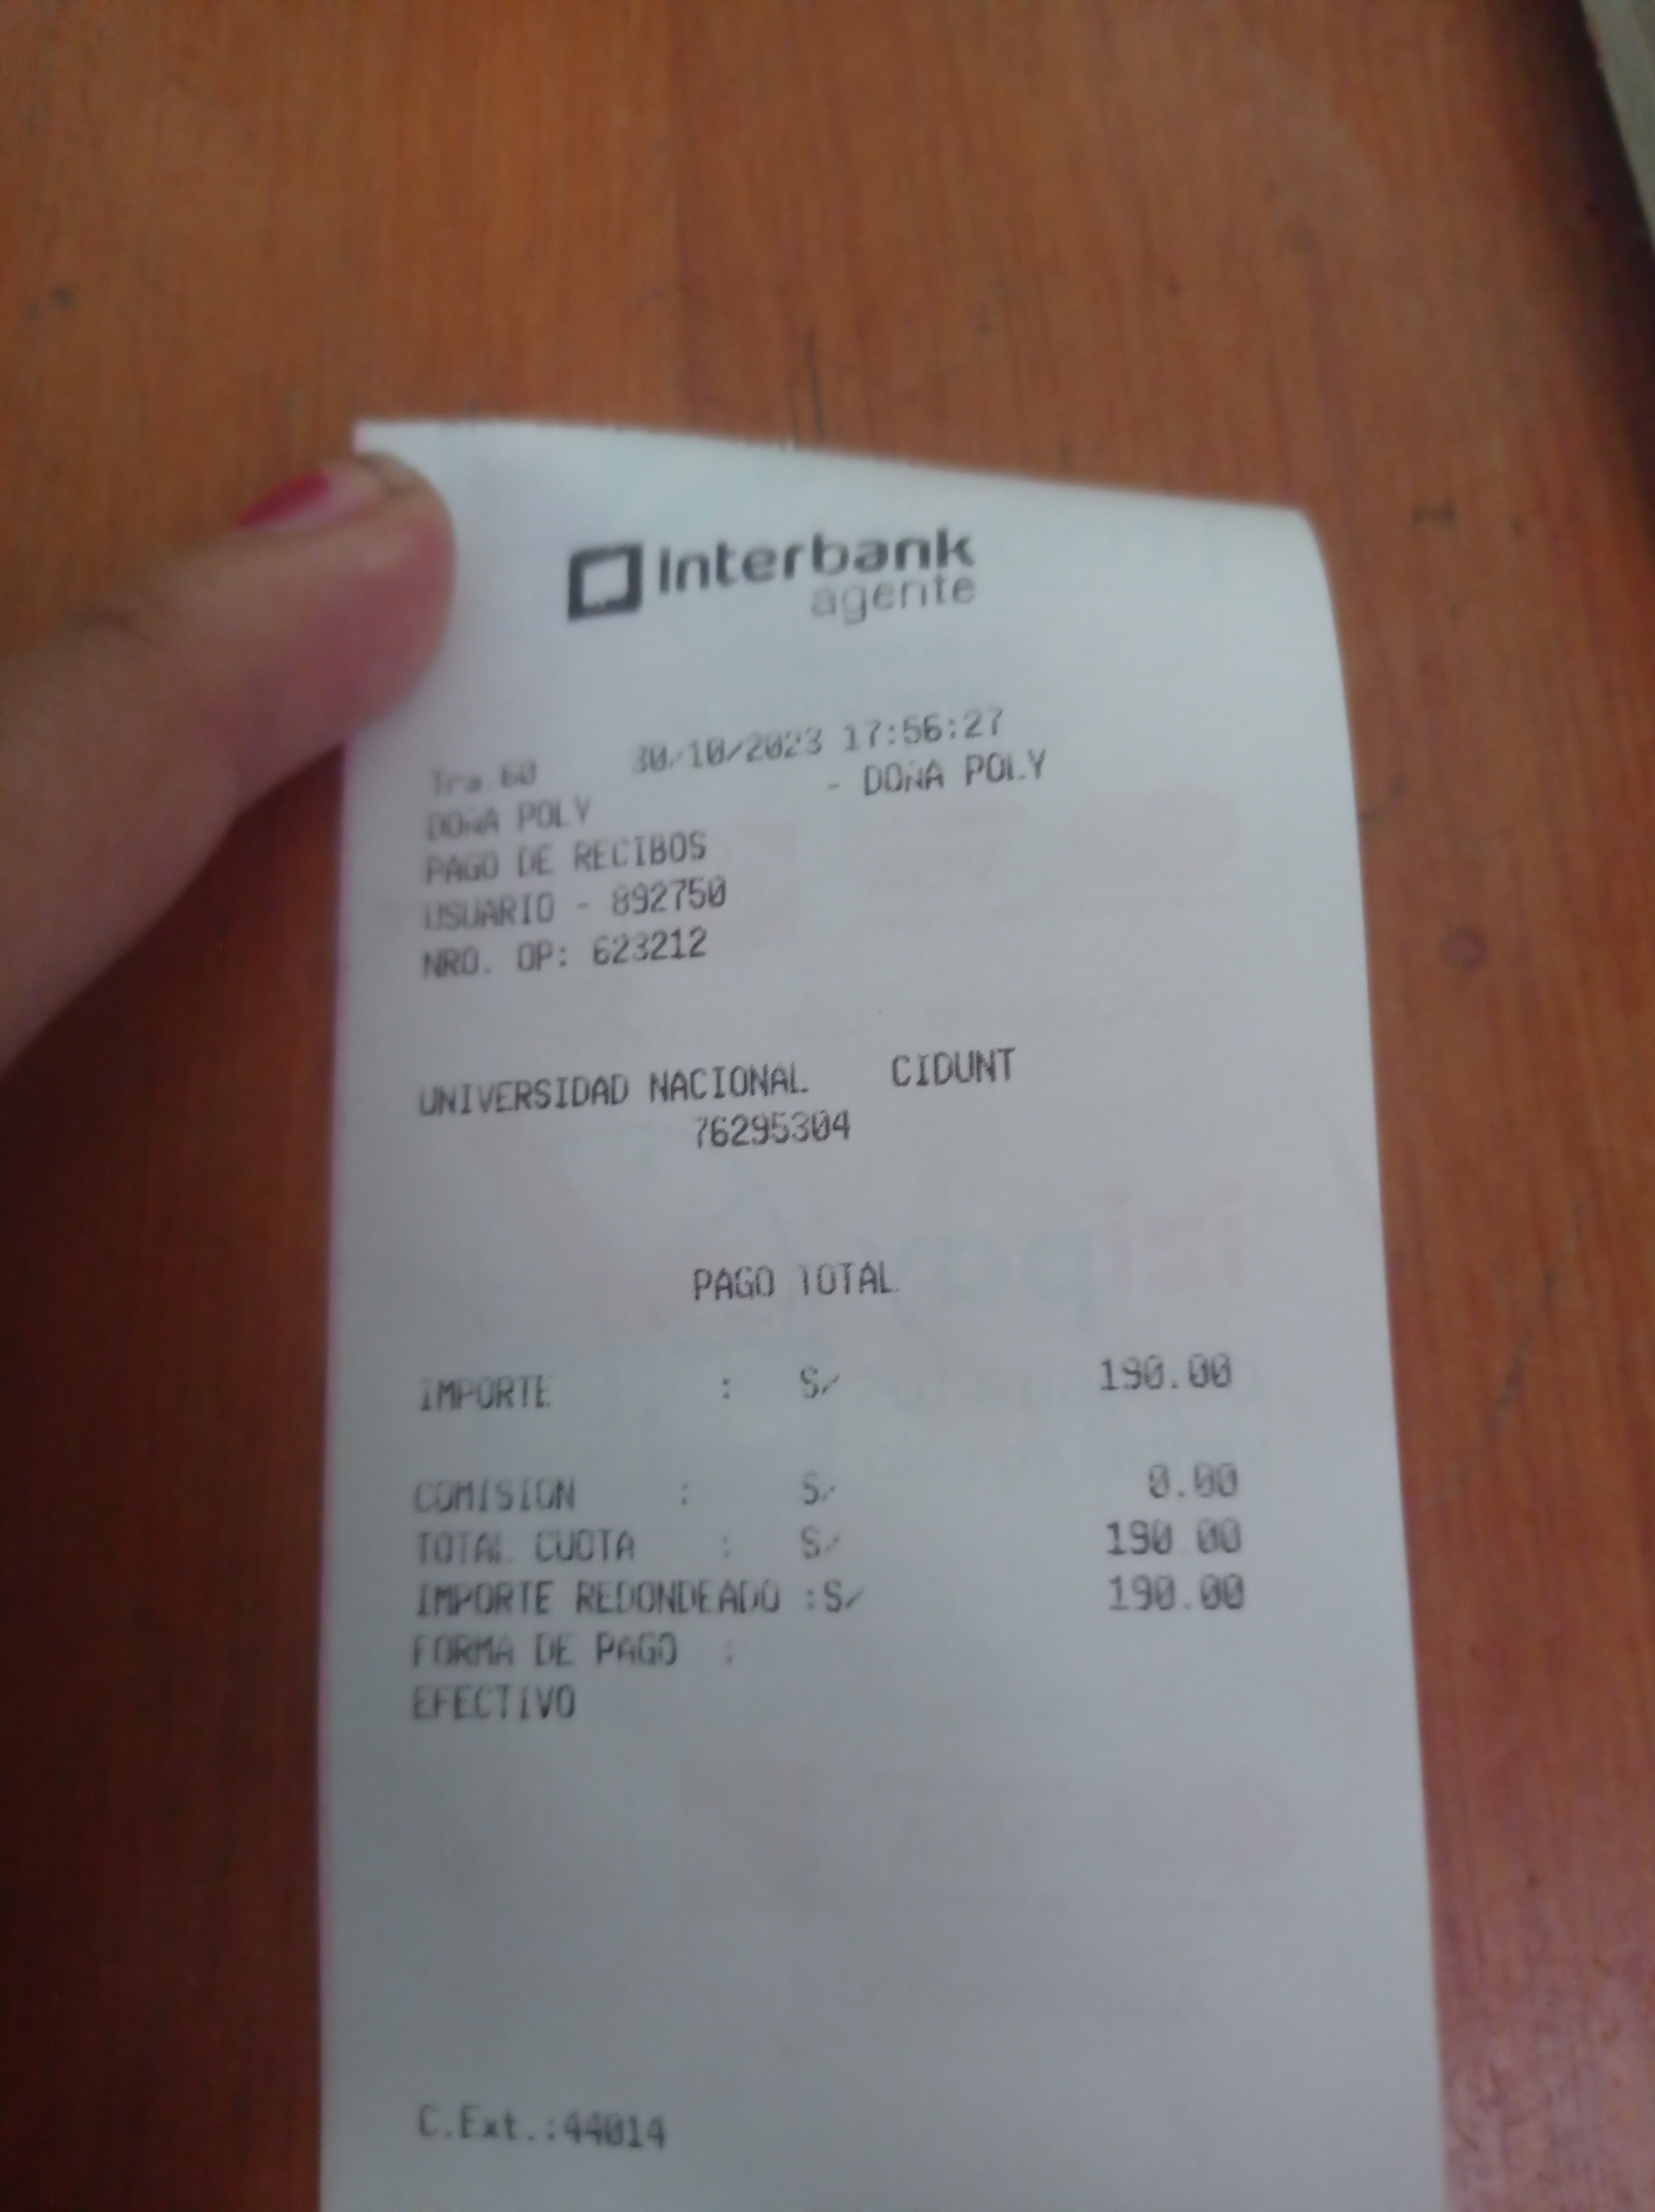 Interbank
agente
Tra.60 30/10/2023 17:56:27
DOÑA POLY - DOÑA POLY
PAGO DE RECIBOS
USUARIO - 892750
NRO. OP: 623212
UNIVERSIDAD NACIONAL CIDUNT
76295304
PAGO TOTAL
IMPORTE : S/ 190.00
COMISION : S/ 0.00
TOTAL CUOTA : S/ 190.00
IMPORTE REDONDEADO :S/ 190.00
FORMA DE PAGO :
EFECTIVO
C.Ext.:44014